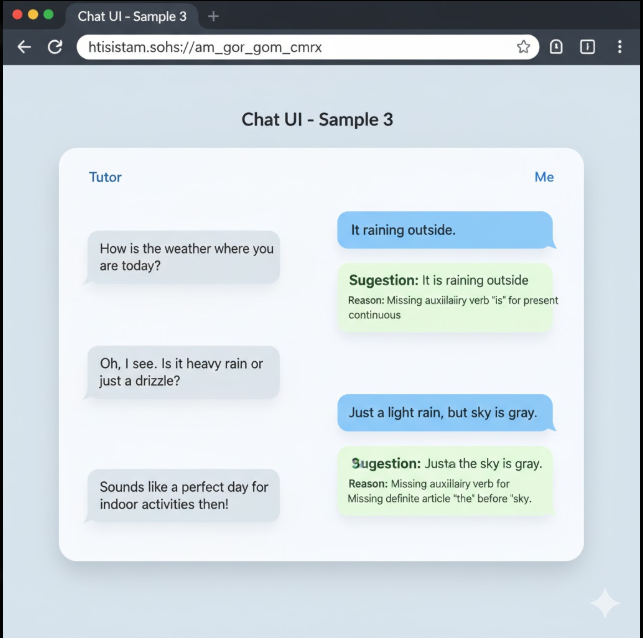 Chat UI - Sample 3
htisistam.sohs://am_gor_gom_cmrx
Chat UI - Sample 3
Tutor
Me
It raining outside.
How is the weather where you
are today?
Sugestion: It is raining outside
Reason: Missing auxiilaiiry verb "is" for present
continuous
Oh, I see. Is it heavy rain or
just a drizzle?
Just a light rain, but sky is gray.
Sugestion: Justa the sky is gray.
Reason: Missing auxillairy verb for
Missing definite article "the" before "sky.
Sounds like a perfect day for
indoor activities then!